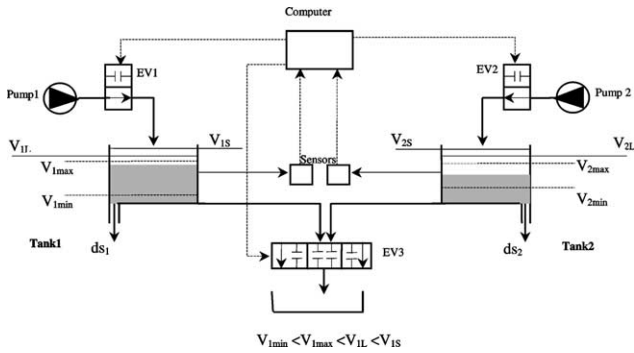 Computer
EV1
EV2
Pump1
Pump 2
V1L
V1S
V2S
V2L
V1max
Sensors
V2max
V1min
V2min
Tank1
ds1
EV3
ds2
Tank2
V1min <V1max <V1L <V1S